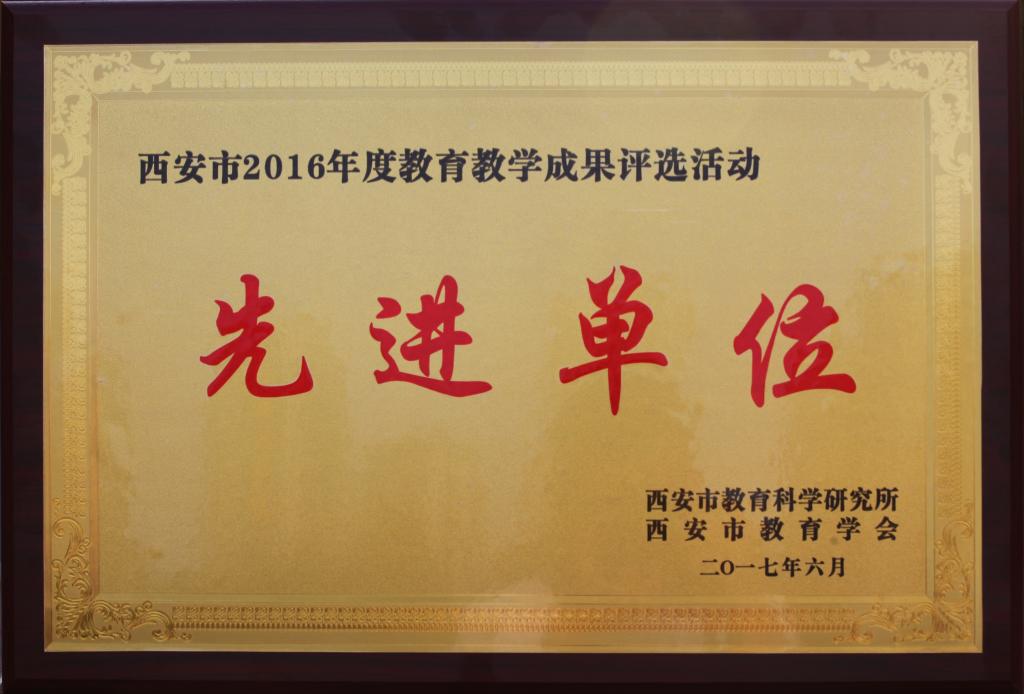 西安市2016年度教育教学成果评选活动
先进单位
西安市教育科学研究所
西安市教育学会
二O一七年六月